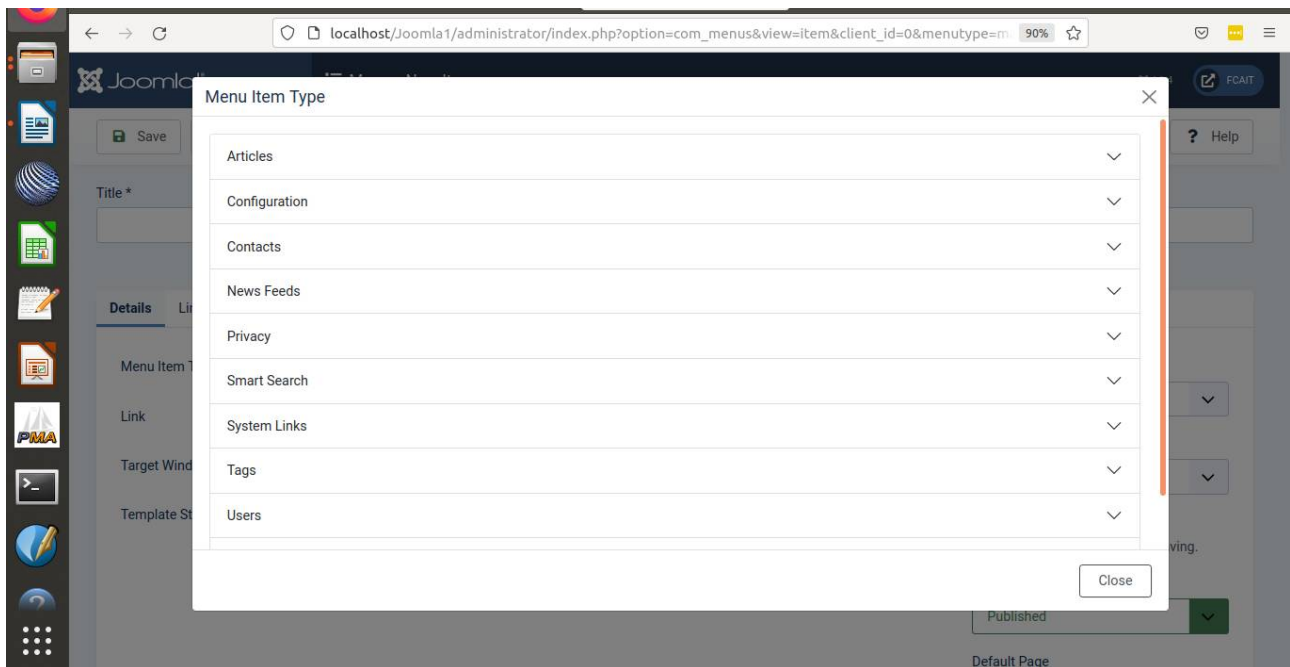 localhost/Joomla1/administrator/index.php?option=com_menus&view=item&client_id=0&menutype=m
90%
Joomla
FCAIT
Menu Item Type
Save
? Help
Articles
Title *
Configuration
Contacts
News Feeds
Details
Privacy
Menu Item T
Smart Search
Link
System Links
PMA
Target Wind
Tags
Template St
Users
ving.
Close
Published
Default Page